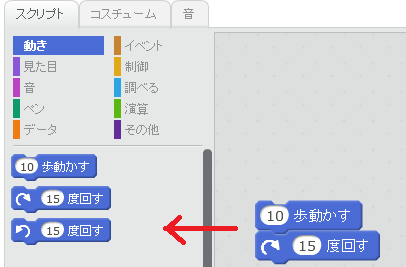 スクリプト コスチューム 音
動き イベント
見た目 制御
音 調べる
ペン 演算
データ その他
10 歩動かす
15 度回す
15 度回す
10 歩動かす
15 度回す